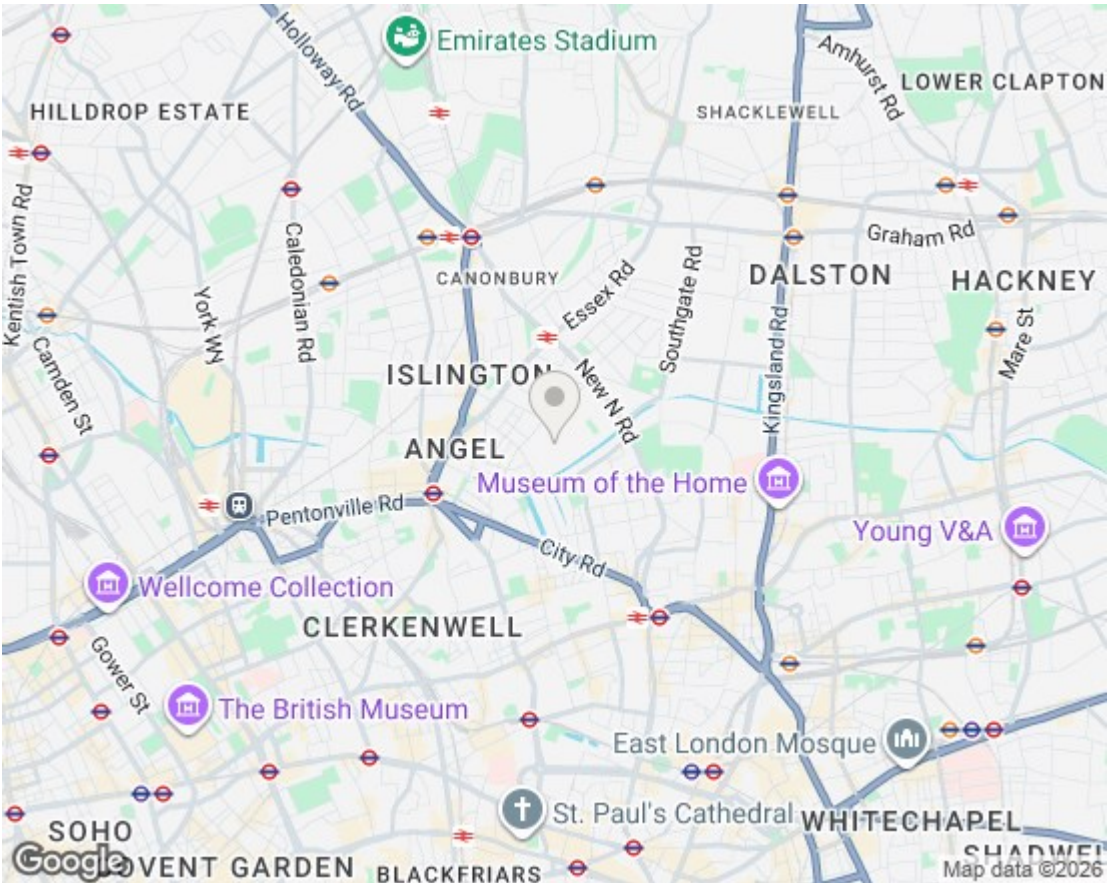 Holloway Rd
Emirates Stadium
Amhurst Rd
LOWER CLAPTON
HILLDROP ESTATE
SHACKLEWELL
Kentish Town Rd
Caledonian Rd
York WY
Graham Rd
CANONBURY
Essex Rd
Southgate Rd
DALSTON
HACKNEY
Camden St
Kingsland Rd
Mare St
ISLINGTON
New N Rd
ANGEL
Museum of the Home
Pentonville Rd
City Rd
Young V&A
Wellcome Collection
CLERKENWELL
Gower St
The British Museum
East London Mosque
St. Paul's Cathedral
WHITECHAPEL
SOHO
Google
OVENT GARDEN
BLACKFRIARS
SHADWEL
Map data ©2026